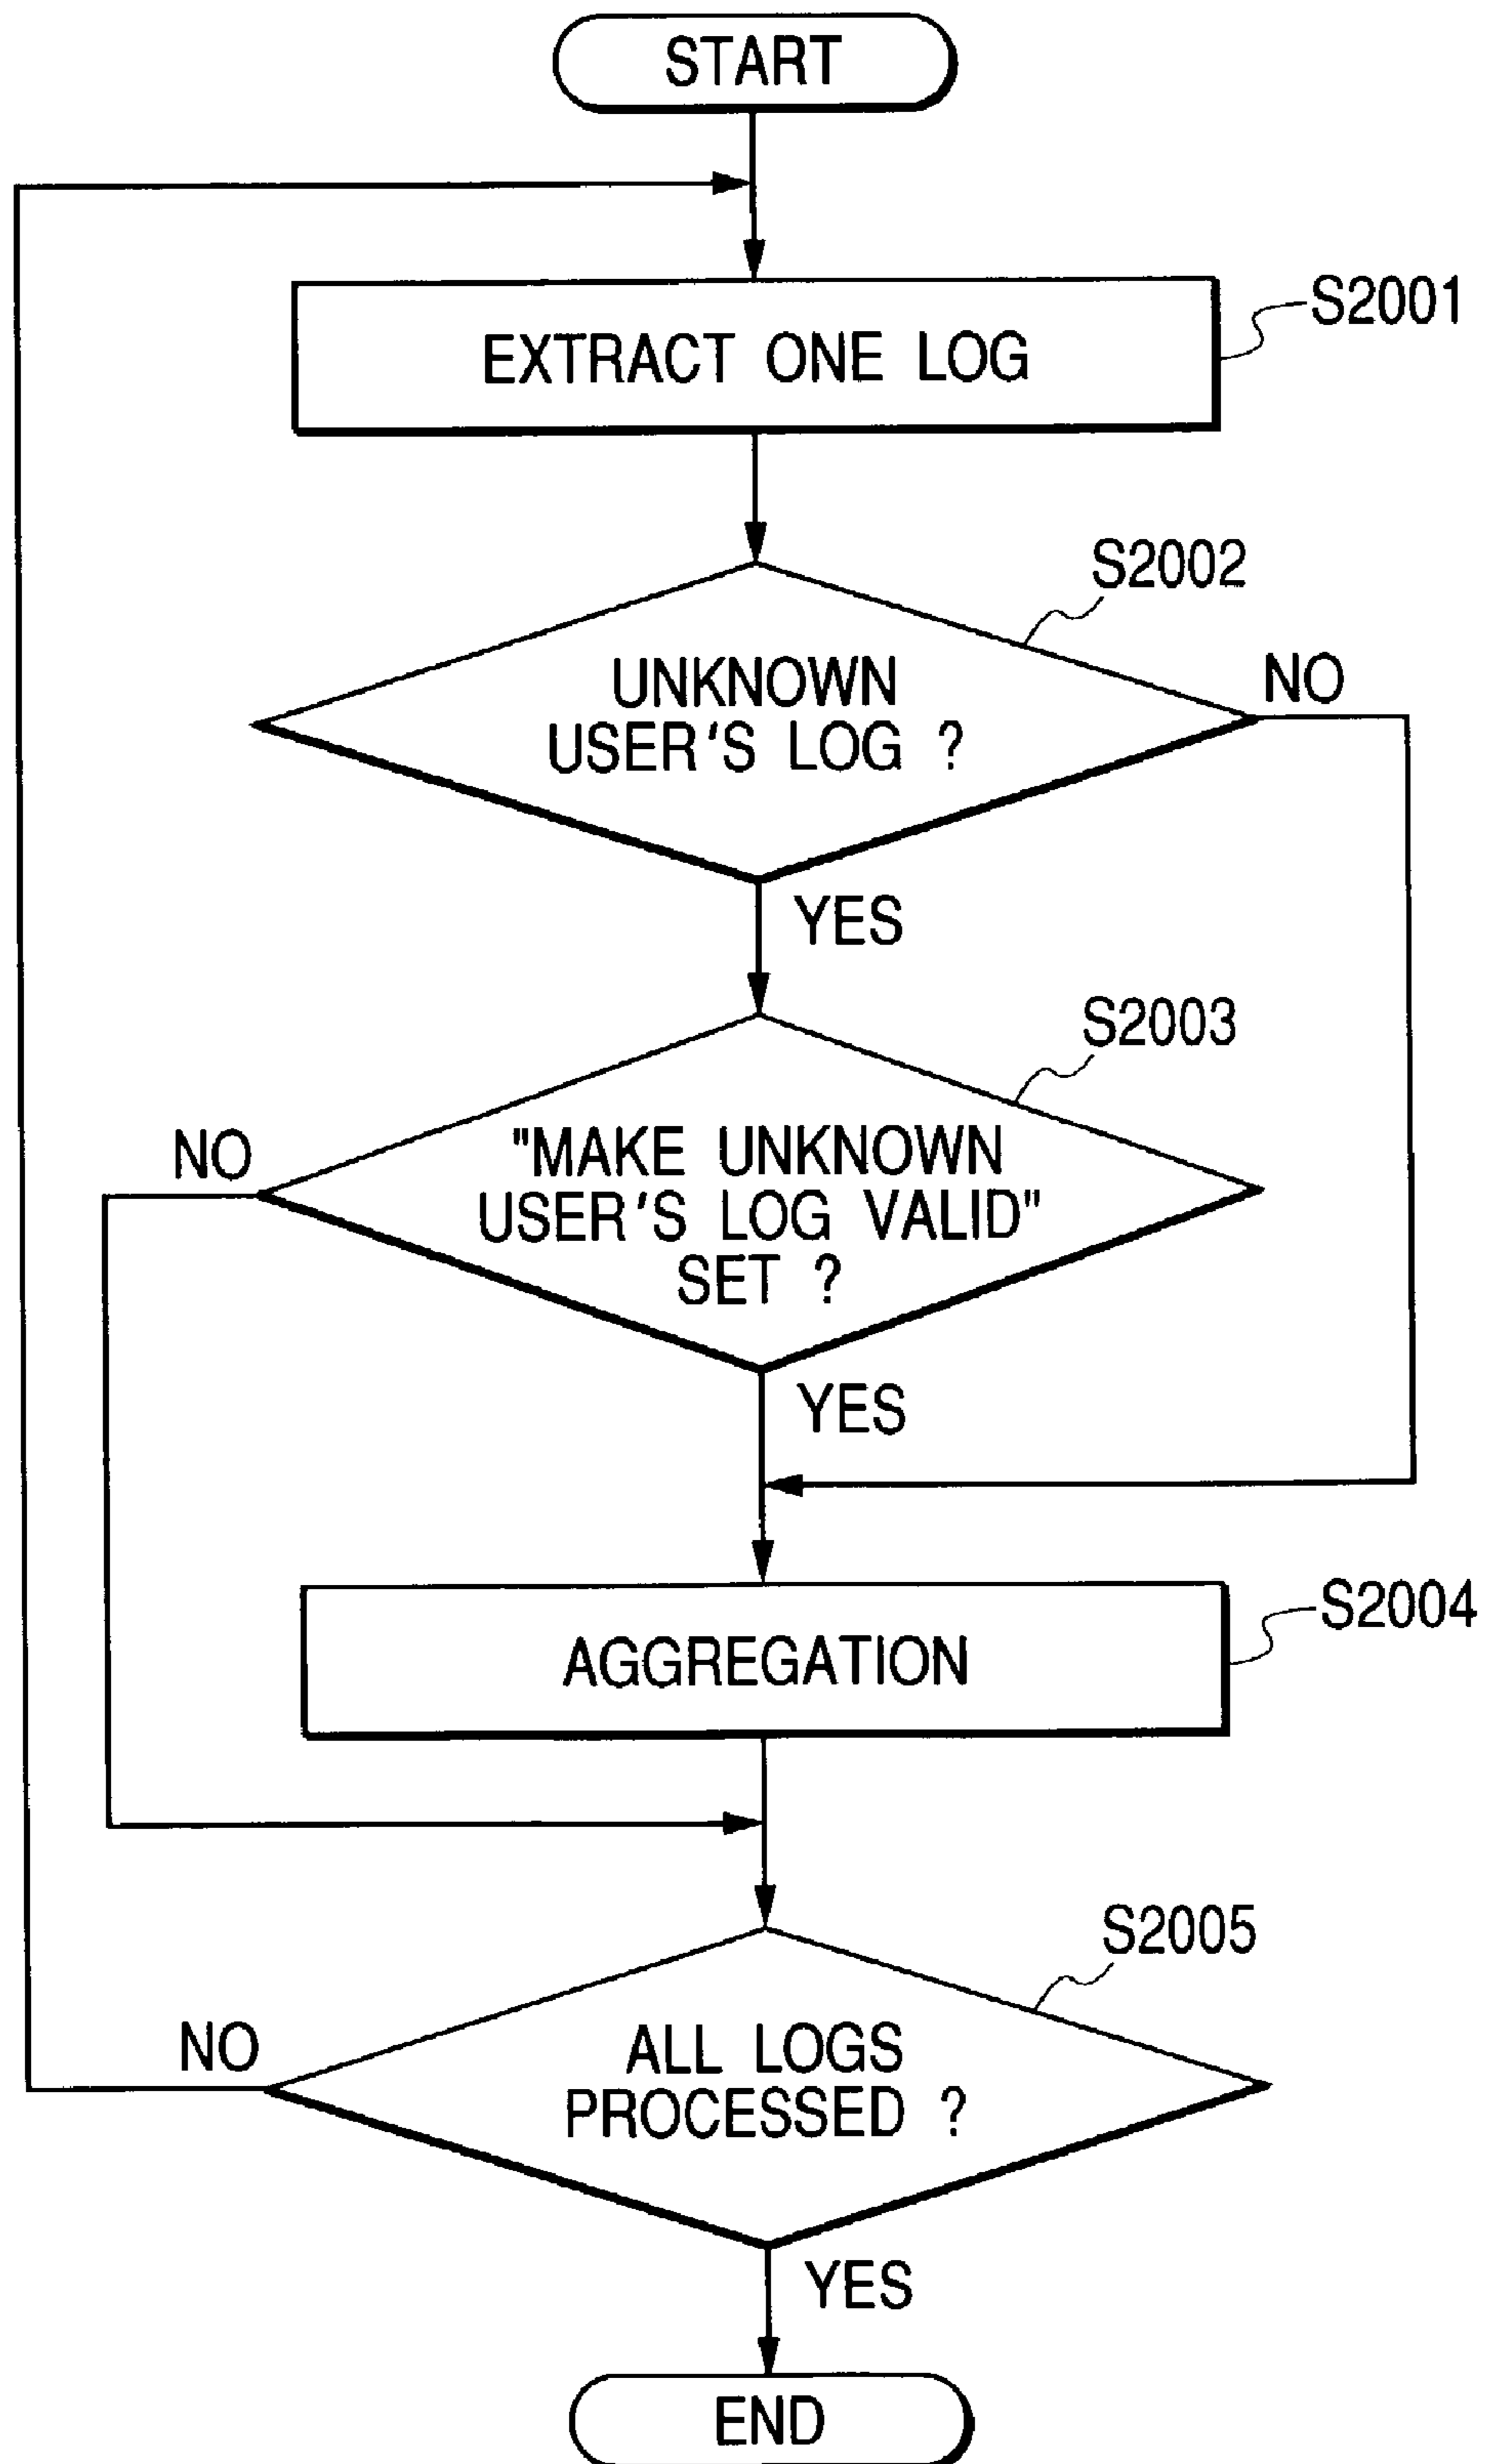 START
EXTRACT ONE LOG
S2001
S2002
UNKNOWN
USER'S LOG ?
NO
YES
S2003
NO
"MAKE UNKNOWN
USER'S LOG VALID"
SET ?
YES
AGGREGATION
S2004
S2005
NO
ALL LOGS
PROCESSED ?
YES
END